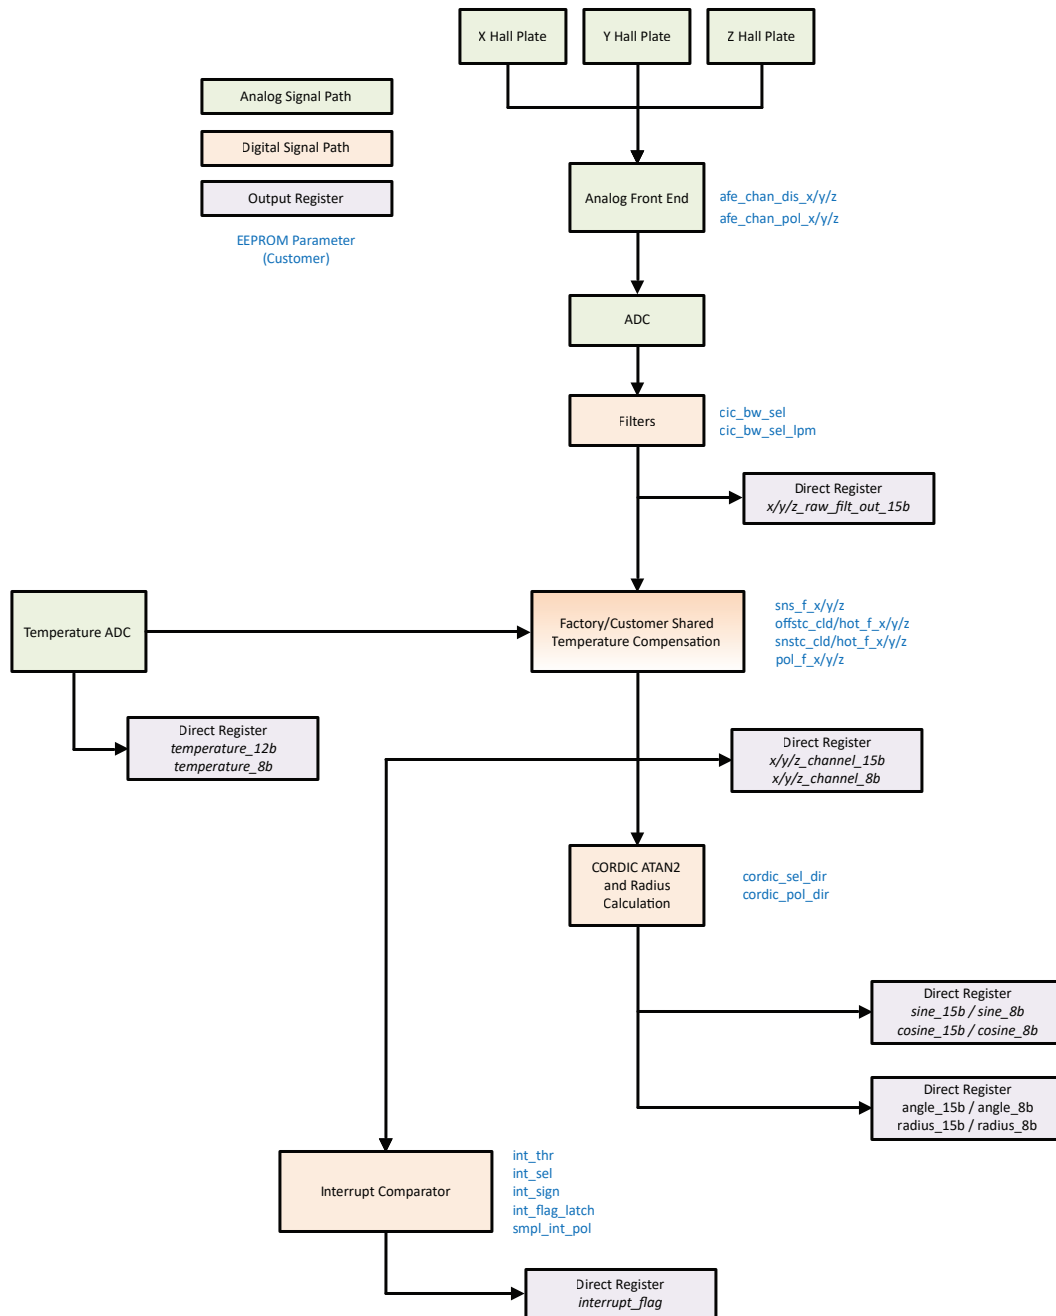 X Hall Plate
Y Hall Plate
Z Hall Plate
Analog Signal Path
Digital Signal Path
Output Register
EEPROM Parameter
(Customer)
Analog Front End
afe_chan_dis_x/y/z
afe_chan_pol_x/y/z
ADC
Filters
cic_bw_sel
cic_bw_sel_lpm
Direct Register
x/y/z_raw_filt_out_15b
Temperature ADC
Factory/Customer Shared
Temperature Compensation
sns_f_x/y/z
offstc_cld/hot_f_x/y/z
snstc_cld/hot_f_x/y/z
pol_f_x/y/z
Direct Register
temperature_12b
temperature_8b
Direct Register
x/y/z_channel_15b
x/y/z_channel_8b
CORDIC ATAN2
and Radius
Calculation
cordic_sel_dir
cordic_pol_dir
Direct Register
sine_15b / sine_8b
cosine_15b / cosine_8b
Direct Register
angle_15b / angle_8b
radius_15b / radius_8b
Interrupt Comparator
int_thr
int_sel
int_sign
int_flag_latch
smpl_int_pol
Direct Register
interrupt_flag